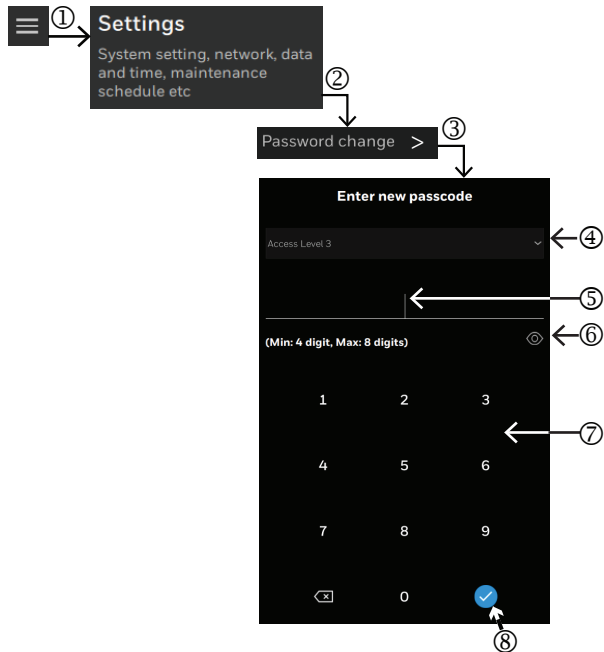 ①
Settings
System setting, network, data
and time, maintenance
schedule etc
②
Password change >
③
Enter new passcode
Access Level 3
④
⑤
(Min: 4 digit, Max: 8 digits)
⑥
1 2 3
⑦
4 5 6
7 8 9
0
⑧